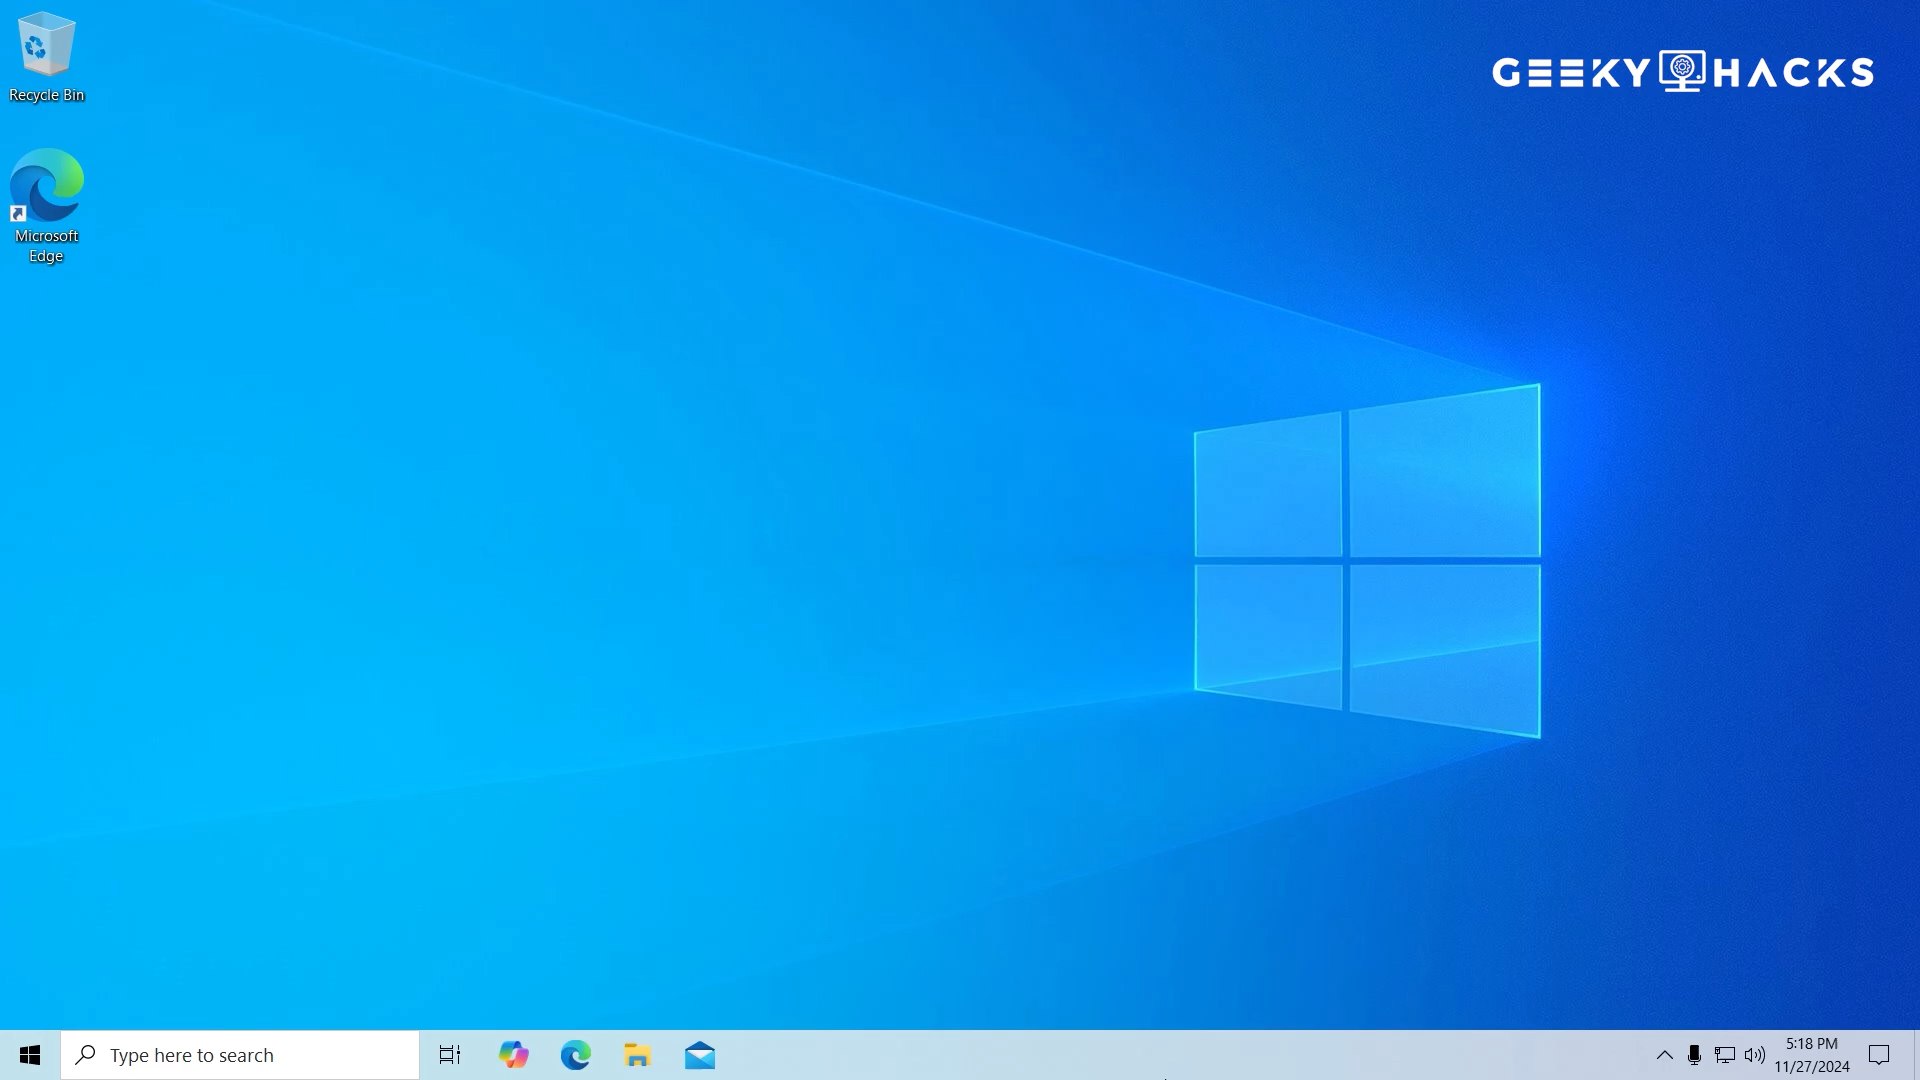 Recycle Bin
GEEKY HACKS
Microsoft
Edge
Type here to search
5:18 PM
11/27/2024